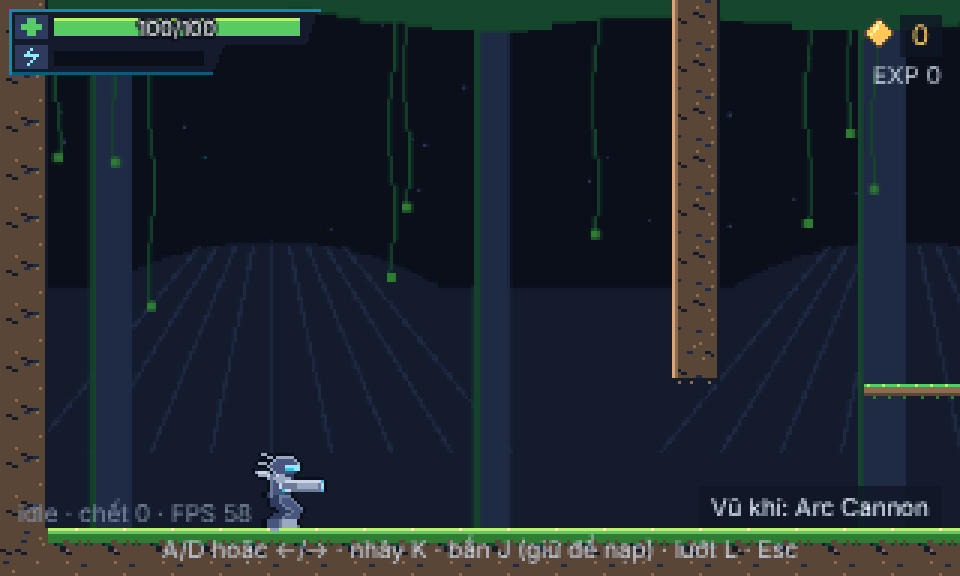 100/100
0
EXP 0
Vũ khí: Arc Cannon
idle · chết 0 · FPS 58
A/D hoặc ←/→ · nhảy K · bắn J (giữ để nạp) · lướt L · Esc